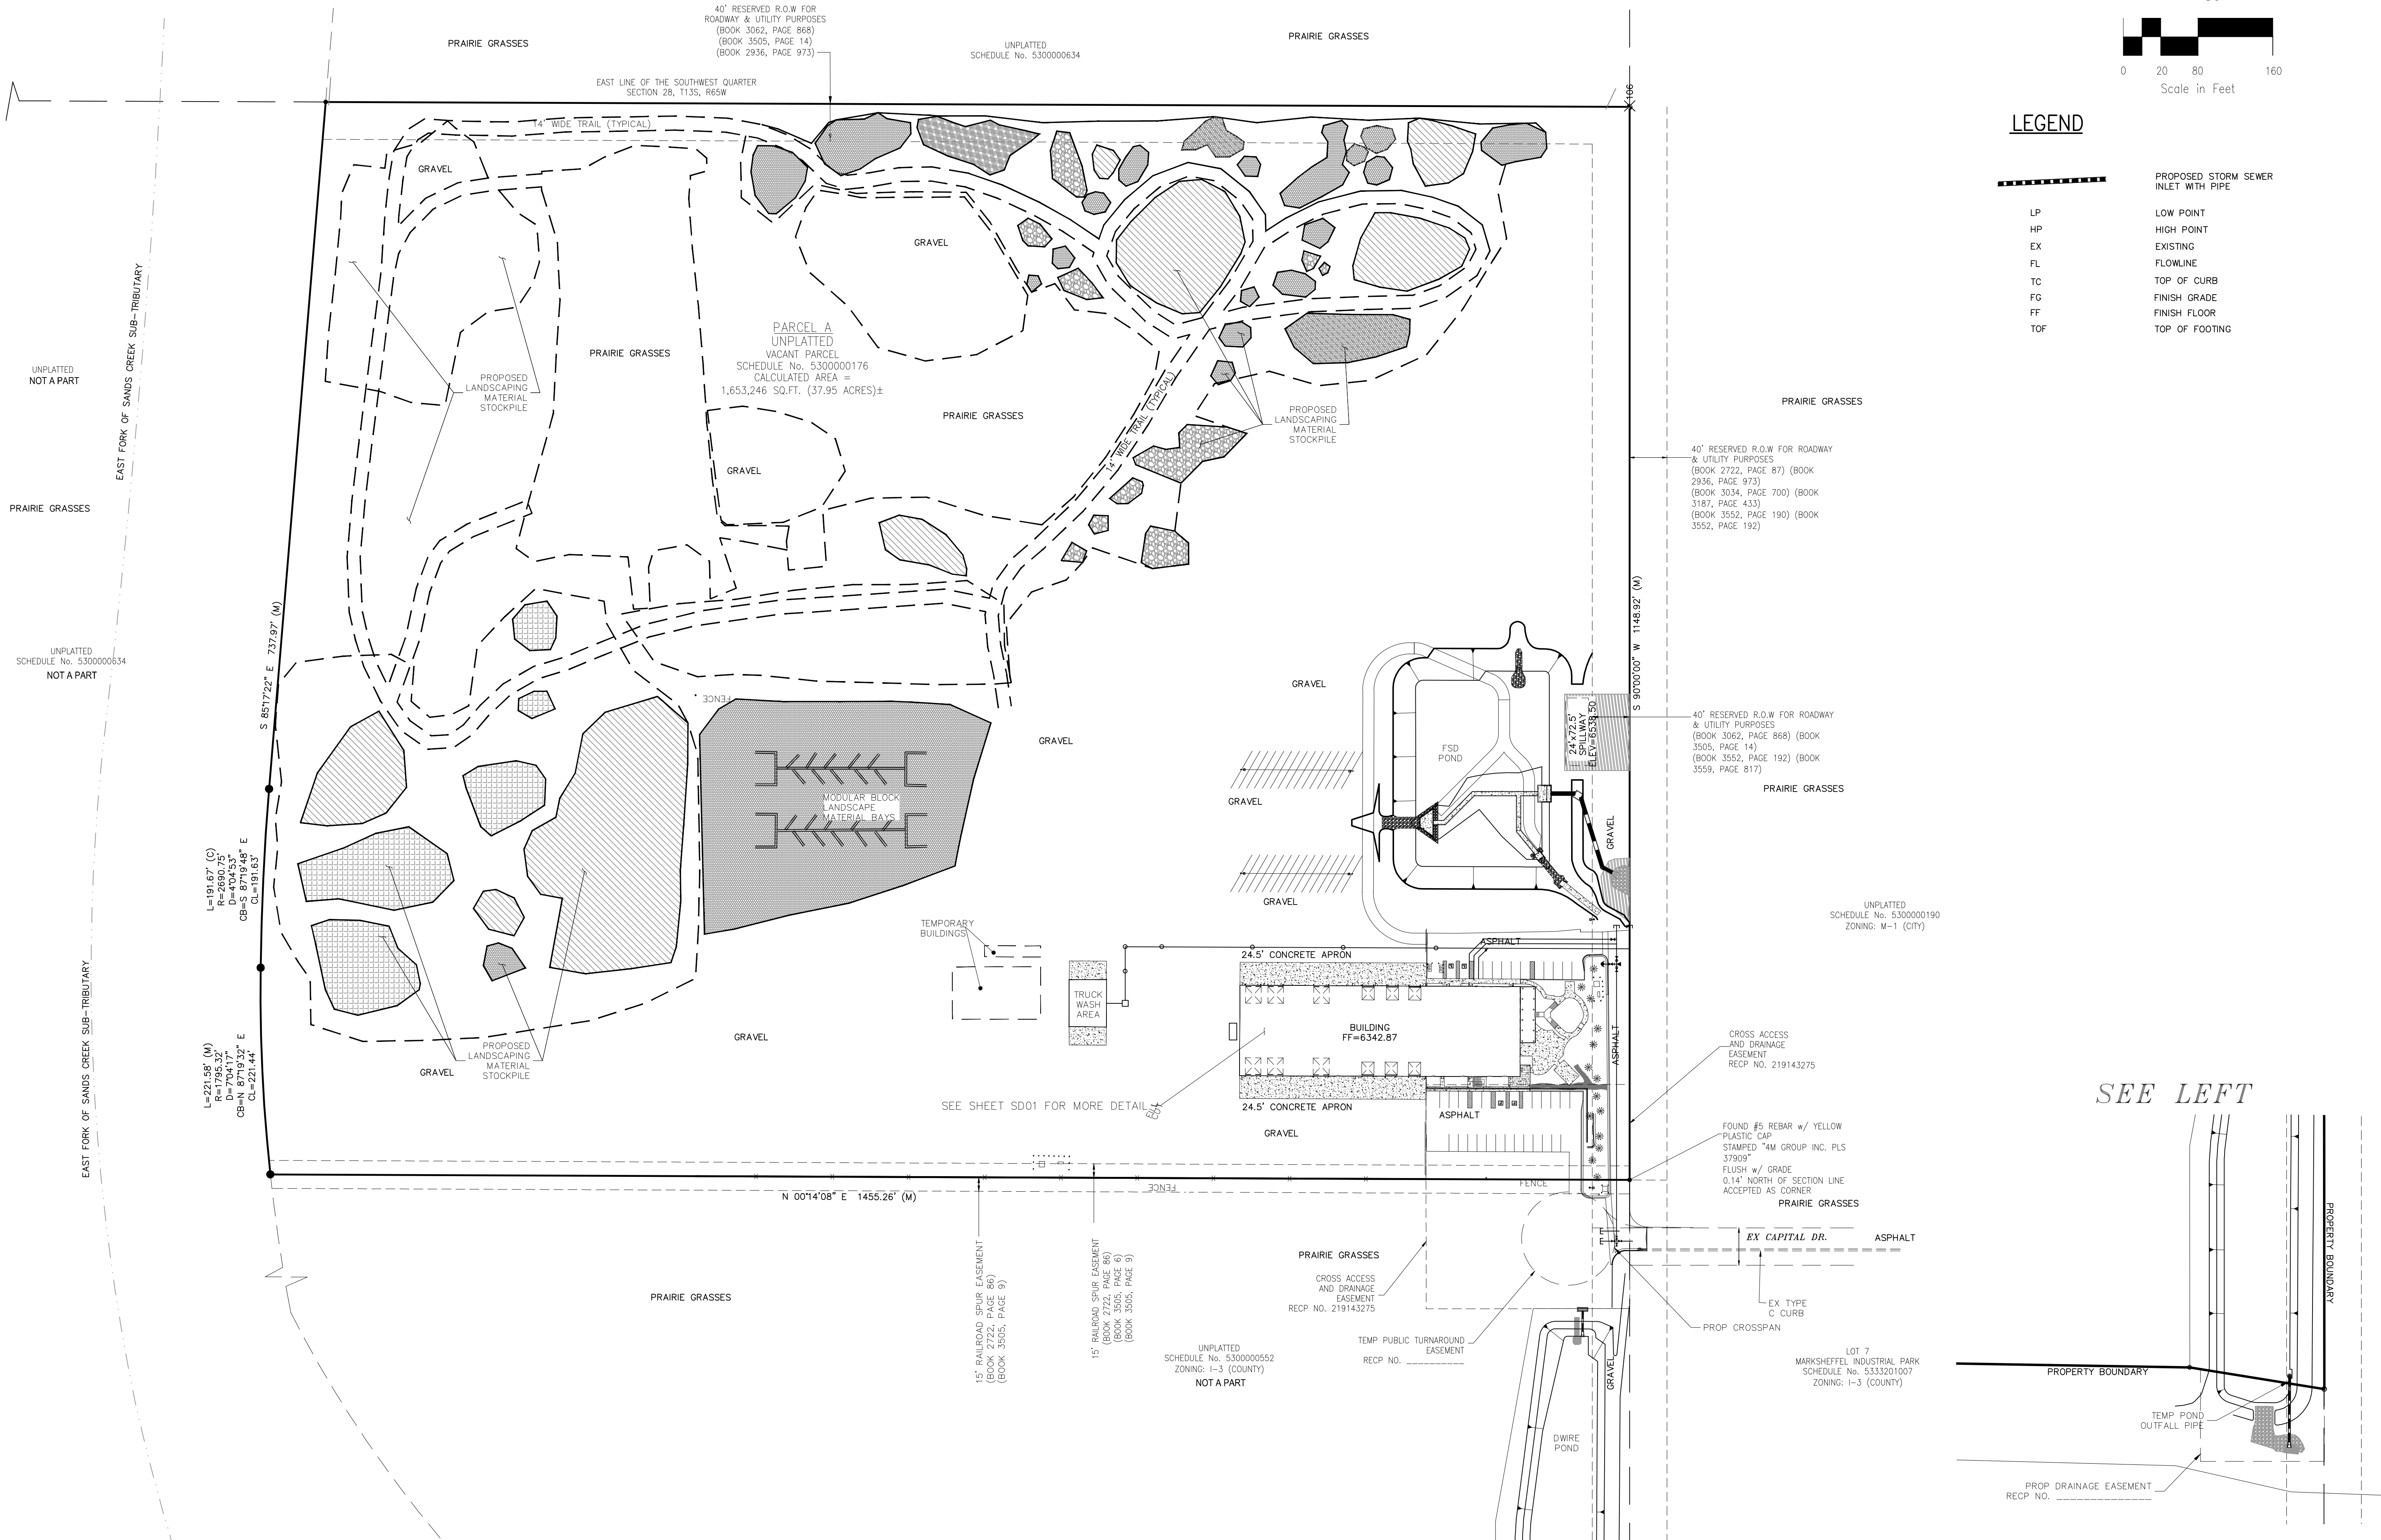 40' RESERVED R.O.W FOR
ROADWAY & UTILITY PURPOSES
(BOOK 3062, PAGE 868)
(BOOK 3505, PAGE 14)
(BOOK 2936, PAGE 973)
PRAIRIE GRASSES
UNPLATTED
SCHEDULE No. 5300000634
PRAIRIE GRASSES
EAST LINE OF THE SOUTHWEST QUARTER
SECTION 28, T13S, R65W
106
0 20 80 160
Scale in Feet
LEGEND
PROPOSED STORM SEWER
INLET WITH PIPE
LP LOW POINT
HP HIGH POINT
EX EXISTING
FL FLOWLINE
TC TOP OF CURB
FG FINISH GRADE
FF FINISH FLOOR
TOF TOP OF FOOTING
14' WIDE TRAIL (TYPICAL)
GRAVEL
GRAVEL
PARCEL A
UNPLATTED
VACANT PARCEL
SCHEDULE No. 5300000176
CALCULATED AREA =
1,653,246 SQ.FT. (37.95 ACRES)±
PRAIRIE GRASSES
PRAIRIE GRASSES
GRAVEL
PROPOSED
LANDSCAPING
MATERIAL
STOCKPILE
14' WIDE TRAIL (TYPICAL)
PROPOSED
LANDSCAPING
MATERIAL
STOCKPILE
UNPLATTED
NOT A PART
EAST FORK OF SANDS CREEK SUB-TRIBUTARY
PRAIRIE GRASSES
UNPLATTED
SCHEDULE No. 5300000634
NOT A PART
S 85°17'22" E 737.97' (M)
L=191.67' (C)
R=2690.75'
D=4°04'53"
CB=S 87°19'48" E
CL=191.63'
L=221.58' (M)
R=1795.32'
D=7°04'17"
CB=N 87°19'32" E
CL=221.44'
EAST FORK OF SANDS CREEK SUB-TRIBUTARY
PRAIRIE GRASSES
40' RESERVED R.O.W FOR ROADWAY
& UTILITY PURPOSES
(BOOK 2722, PAGE 87) (BOOK
2936, PAGE 973)
(BOOK 3034, PAGE 700) (BOOK
3187, PAGE 433)
(BOOK 3552, PAGE 190) (BOOK
3552, PAGE 192)
S 90°00'00" W 1148.92' (M)
40' RESERVED R.O.W FOR ROADWAY
& UTILITY PURPOSES
(BOOK 3062, PAGE 868) (BOOK
3505, PAGE 14)
(BOOK 3552, PAGE 192) (BOOK
3559, PAGE 817)
PRAIRIE GRASSES
FENCE
MODULAR BLOCK
LANDSCAPE
MATERIAL BAYS
GRAVEL
GRAVEL
GRAVEL
GRAVEL
FSD
POND
24'x72.5'
SPILLWAY
ELEV=6538.50
GRAVEL
UNPLATTED
SCHEDULE No. 5300000190
ZONING: M-1 (CITY)
TEMPORARY
BUILDINGS
TRUCK
WASH
AREA
24.5' CONCRETE APRON
ASPHALT
BUILDING
FF=6342.87
ASPHALT
24.5' CONCRETE APRON
ASPHALT
GRAVEL
GRAVEL
SEE SHEET SD01 FOR MORE DETAIL
FILL
CUT
GRAVEL
PROPOSED
LANDSCAPING
MATERIAL
STOCKPILE
CROSS ACCESS
AND DRAINAGE
EASEMENT
RECP NO. 219143275
FOUND #5 REBAR w/ YELLOW
PLASTIC CAP
STAMPED "4M GROUP INC. PLS
37909"
FLUSH w/ GRADE
0.14' NORTH OF SECTION LINE
ACCEPTED AS CORNER
PRAIRIE GRASSES
N 00°14'08" E 1455.26' (M)
FENCE
FENCE
15' RAILROAD SPUR EASEMENT
(BOOK 2722, PAGE 86)
(BOOK 3505, PAGE 9)
15' RAILROAD SPUR EASEMENT
(BOOK 2722, PAGE 86)
(BOOK 3505, PAGE 6)
(BOOK 3505, PAGE 9)
PRAIRIE GRASSES
PRAIRIE GRASSES
CROSS ACCESS
AND DRAINAGE
EASEMENT
RECP NO. 219143275
TEMP PUBLIC TURNAROUND
EASEMENT
RECP NO. __________
UNPLATTED
SCHEDULE No. 5300000552
ZONING: I-3 (COUNTY)
NOT A PART
EX CAPITAL DR.
ASPHALT
EX TYPE
C CURB
PROP CROSSPAN
GRAVEL
DWIRE
POND
LOT 7
MARKSHEFFEL INDUSTRIAL PARK
SCHEDULE No. 5333201007
ZONING: I-3 (COUNTY)
SEE LEFT
PROPERTY BOUNDARY
PROPERTY BOUNDARY
TEMP POND
OUTFALL PIPE
PROP DRAINAGE EASEMENT
RECP NO. ________________